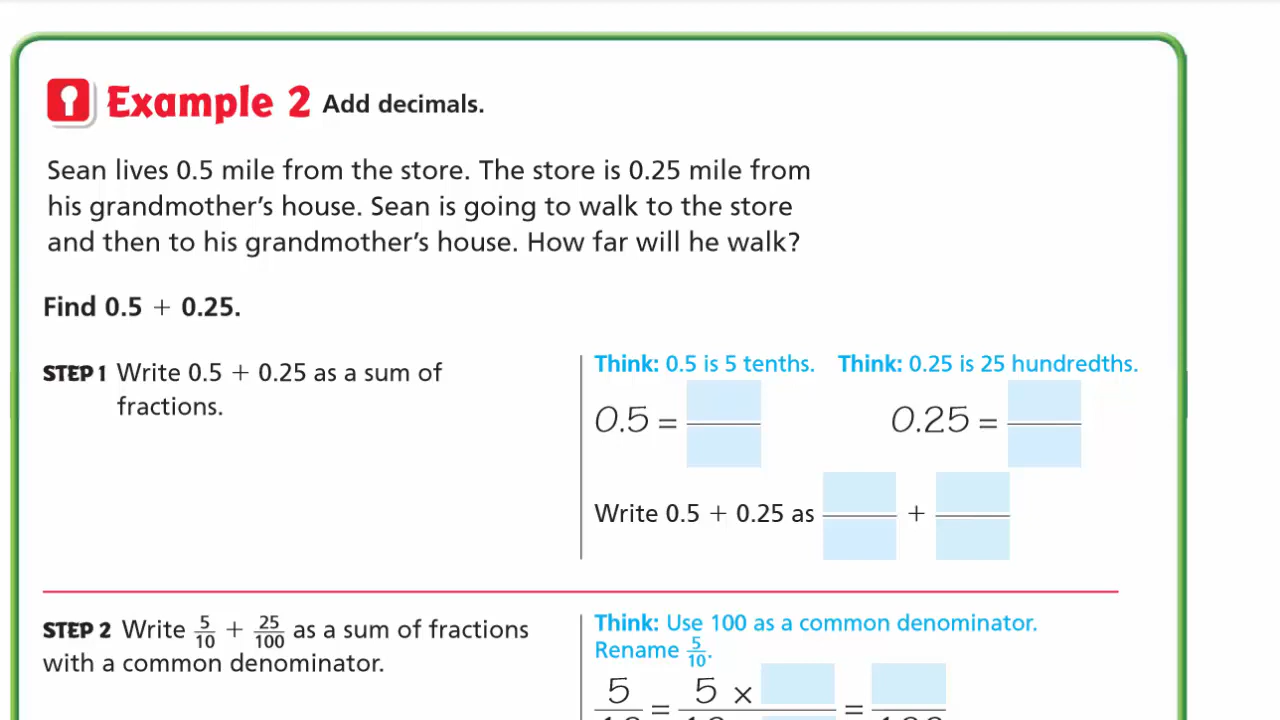 Example 2 Add decimals.
Sean lives 0.5 mile from the store. The store is 0.25 mile from
his grandmother's house. Sean is going to walk to the store
and then to his grandmother's house. How far will he walk?
Find 0.5 + 0.25.
STEP 1 Write 0.5 + 0.25 as a sum of
fractions.
Think: 0.5 is 5 tenths. Think: 0.25 is 25 hundredths.
0.5 = 0.25 =
Write 0.5 + 0.25 as +
STEP 2 Write 5/10 + 25/100 as a sum of fractions
with a common denominator.
Think: Use 100 as a common denominator.
Rename 5/10.
5 = 5 × =